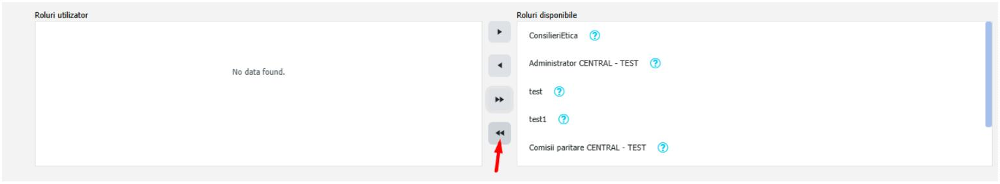 Roluri utilizator
Roluri disponibile
No data found.
ConsilieriEtica ?
Administrator CENTRAL - TEST ?
test ?
test1 ?
Comisii paritare CENTRAL - TEST ?